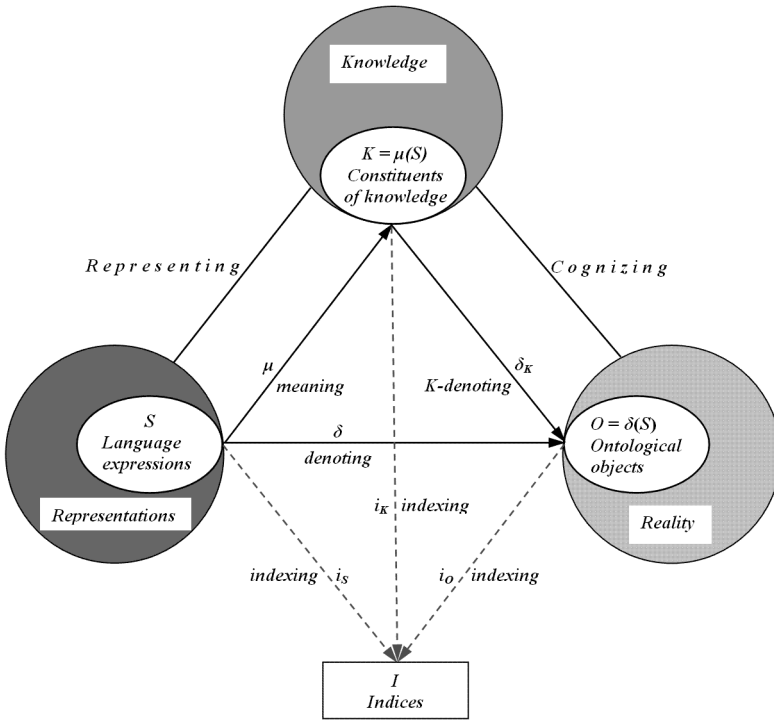 Knowledge
K = μ(S)
Constituents
of knowledge
Representing
Cognizing
μ
meaning
δK
K-denoting
S
Language
expressions
δ
denoting
O = δ(S)
Ontological
objects
Representations
iK indexing
Reality
indexing iS
iO indexing
I
Indices